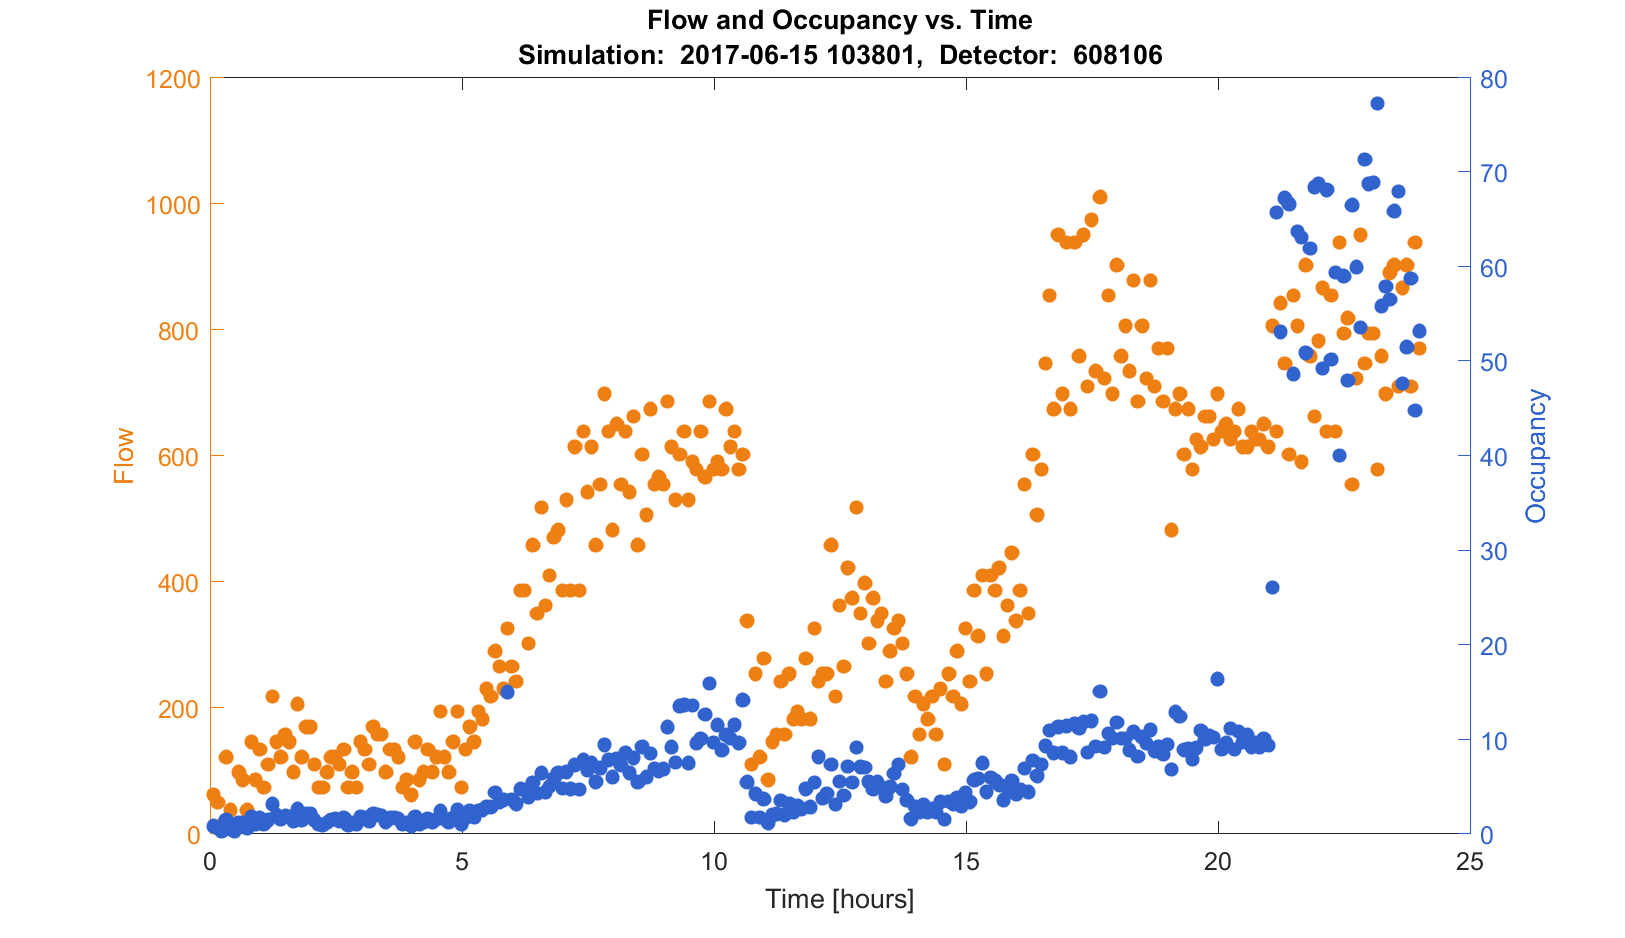 Flow and Occupancy vs. Time
Simulation:  2017-06-15 103801,  Detector:  608106
1200
1000
800
600
400
200
0
Flow
80
70
60
50
40
30
20
10
0
Occupancy
0 5 10 15 20 25
Time [hours]